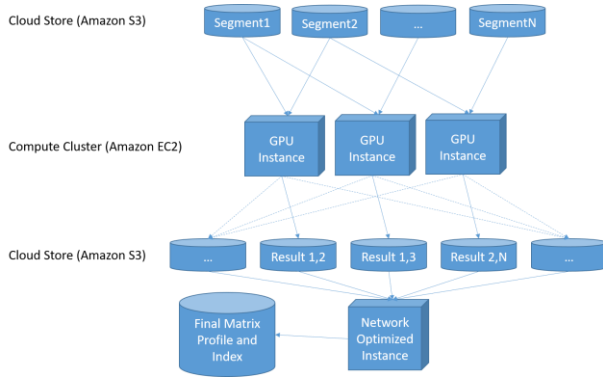 Cloud Store (Amazon S3)
Segment1
Segment2
...
SegmentN
Compute Cluster (Amazon EC2)
GPU
Instance
GPU
Instance
GPU
Instance
Cloud Store (Amazon S3)
...
Result 1,2
Result 1,3
Result 2,N
...
Final Matrix
Profile and
Index
Network
Optimized
Instance